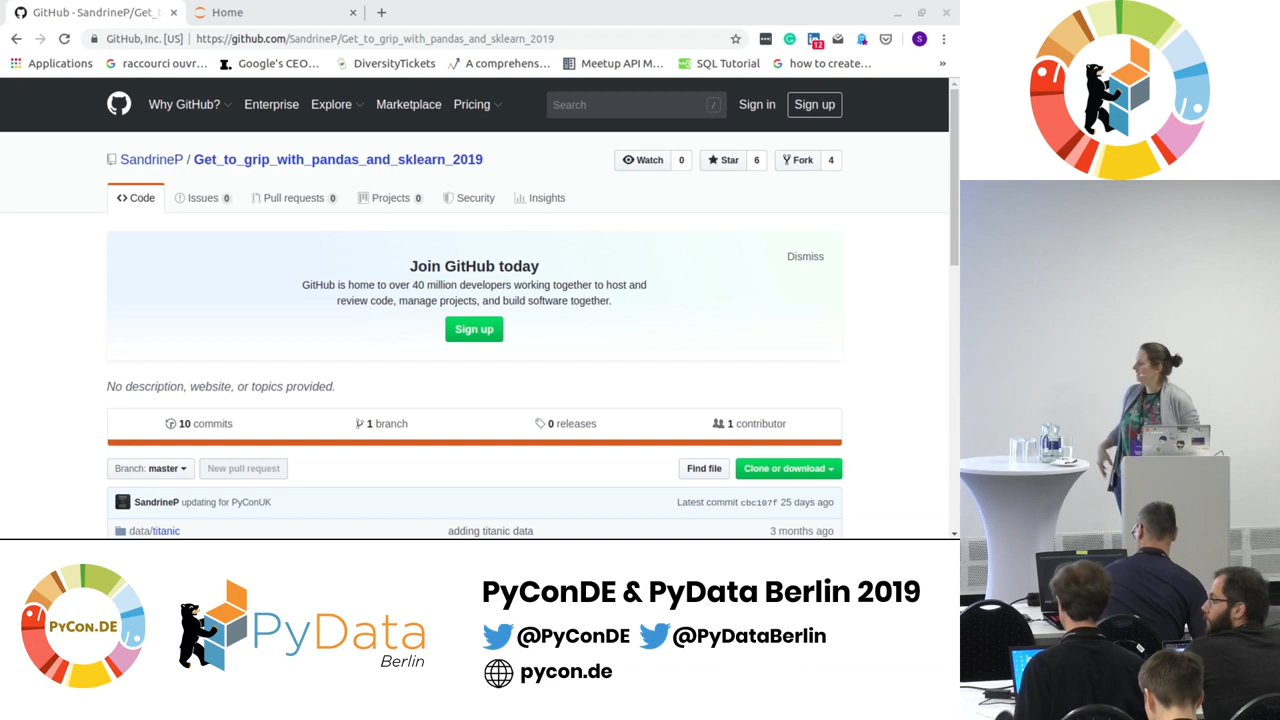 GitHub - SandrineP/Get_t
Home
GitHub, Inc. [US]
https://github.com/SandrineP/Get_to_grip_with_pandas_and_sklearn_2019
12
S
Applications
raccourci ouvr...
Google's CEO...
DiversityTickets
A comprehens...
Meetup API M...
SQL Tutorial
how to create...
»
Why GitHub?
Enterprise
Explore
Marketplace
Pricing
Search
/
Sign in
Sign up
SandrineP / Get_to_grip_with_pandas_and_sklearn_2019
Watch 0
Star 6
Fork 4
Code
Issues 0
Pull requests 0
Projects 0
Security
Insights
Dismiss
Join GitHub today
GitHub is home to over 40 million developers working together to host and
review code, manage projects, and build software together.
Sign up
No description, website, or topics provided.
10 commits
1 branch
0 releases
1 contributor
Branch: master
New pull request
Find file
Clone or download
SandrineP updating for PyConUK
Latest commit cbc107f 25 days ago
data/titanic
adding titanic data
3 months ago
PyCon.DE
PyData
Berlin
PyConDE & PyData Berlin 2019
@PyConDE
@PyDataBerlin
pycon.de